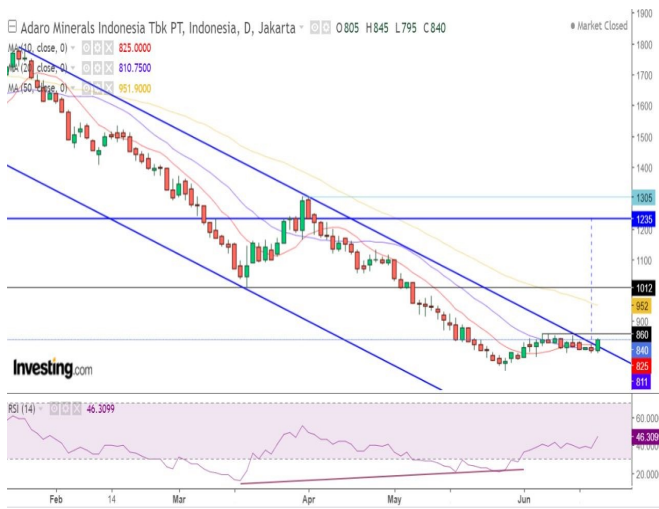 Adaro Minerals Indonesia Tbk PT, Indonesia, D, Jakarta O805 H845 L795 C840
Market Closed
MA (10, close, 0) 825.0000
MA (20, close, 0) 810.7500
MA (50, close, 0) 951.9000
1900
1800
1700
1600
1500
1400
1305
1235
1200
1100
1012
952
900
860
840
825
811
Investing.com
RSI (14) 46.3099
60.0000
46.3099
20.0000
Feb 14 Mar Apr May Jun